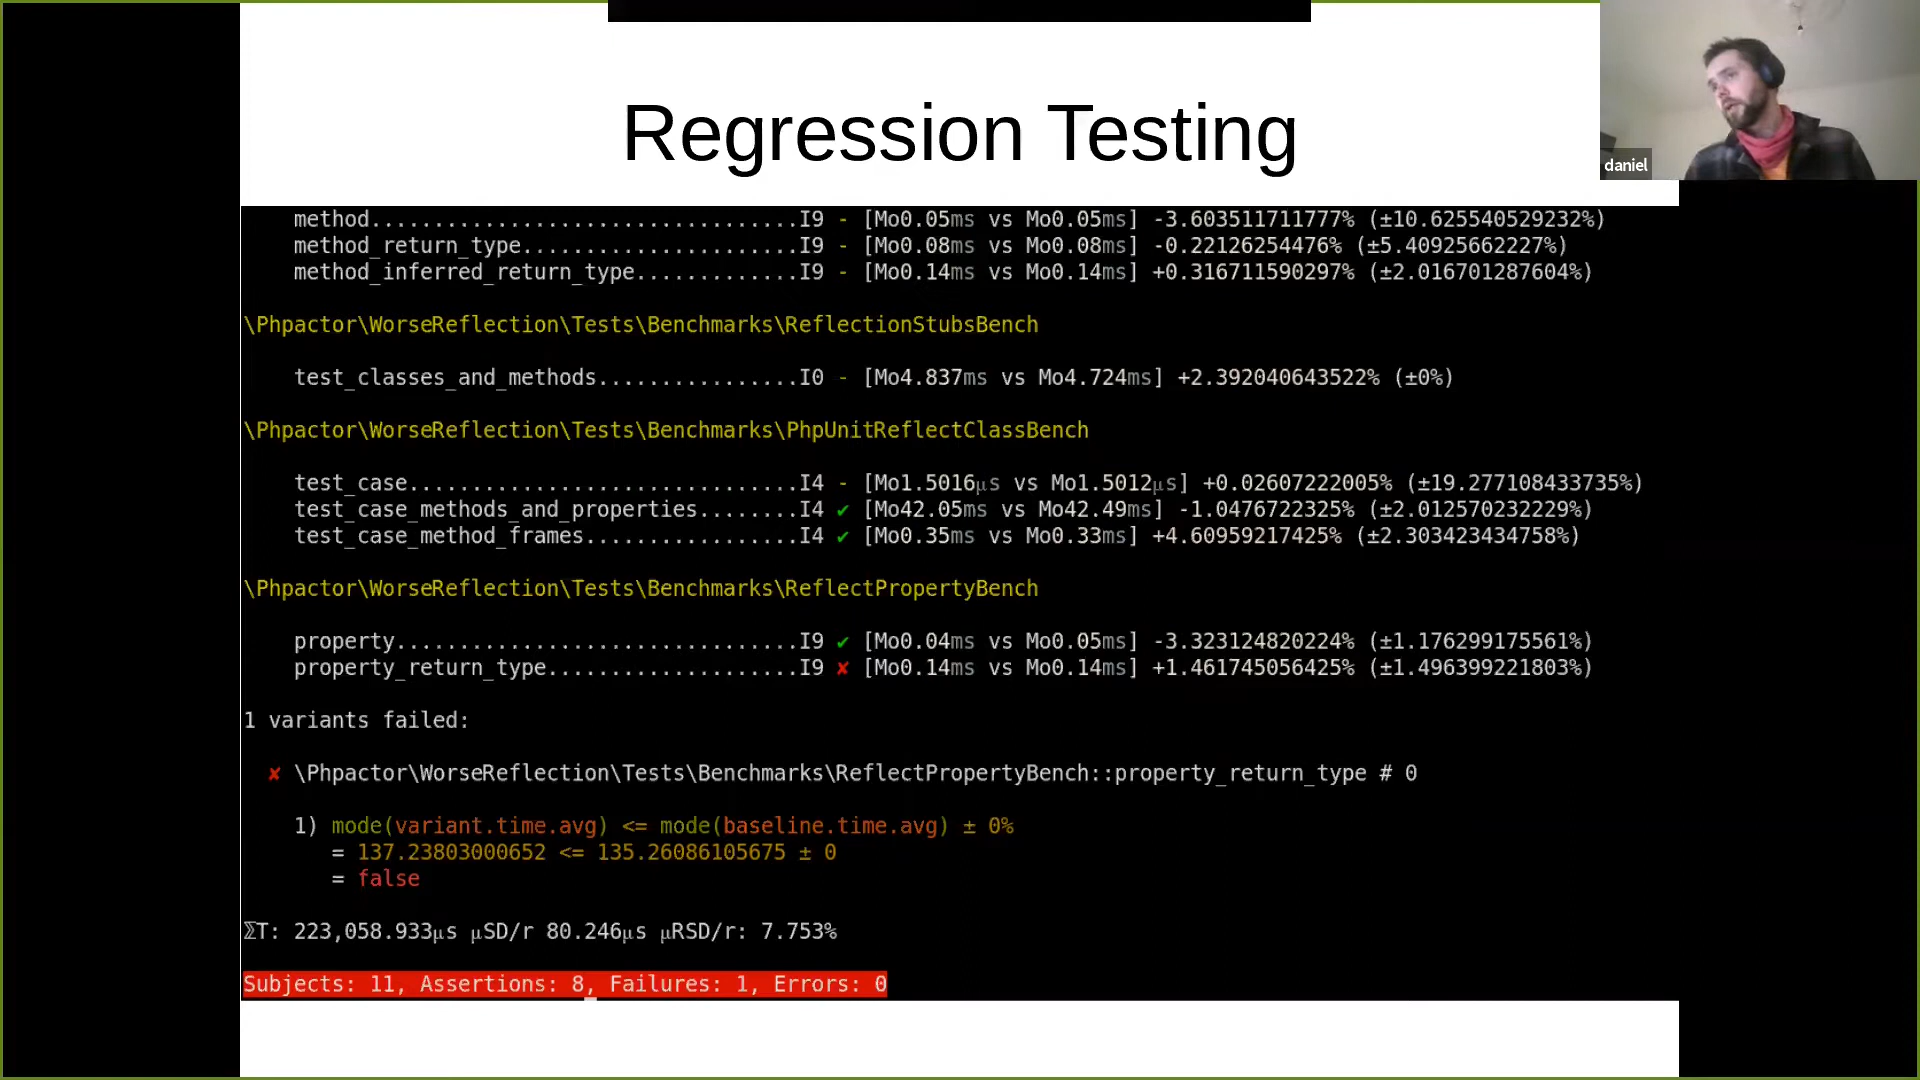 Regression Testing
daniel
method..................................I9 - [Mo0.05ms vs Mo0.05ms] -3.603511711777% (±10.625540529232%)
method_return_type......................I9 - [Mo0.08ms vs Mo0.08ms] -0.22126254476% (±5.40925662227%)
method_inferred_return_type.............I9 - [Mo0.14ms vs Mo0.14ms] +0.316711590297% (±2.016701287604%)
\Phpactor\WorseReflection\Tests\Benchmarks\ReflectionStubsBench
test_classes_and_methods................I0 - [Mo4.837ms vs Mo4.724ms] +2.392040643522% (±0%)
\Phpactor\WorseReflection\Tests\Benchmarks\PhpUnitReflectClassBench
test_case...............................I4 - [Mo1.5016μs vs Mo1.5012μs] +0.02607222005% (±19.277108433735%)
test_case_methods_and_properties........I4 ✔ [Mo42.05ms vs Mo42.49ms] -1.0476722325% (±2.012570232229%)
test_case_method_frames.................I4 ✔ [Mo0.35ms vs Mo0.33ms] +4.60959217425% (±2.303423434758%)
\Phpactor\WorseReflection\Tests\Benchmarks\ReflectPropertyBench
property................................I9 ✔ [Mo0.04ms vs Mo0.05ms] -3.323124820224% (±1.176299175561%)
property_return_type....................I9 ✘ [Mo0.14ms vs Mo0.14ms] +1.461745056425% (±1.496399221803%)
1 variants failed:
✘ \Phpactor\WorseReflection\Tests\Benchmarks\ReflectPropertyBench::property_return_type # 0
1) mode(variant.time.avg) <= mode(baseline.time.avg) ± 0%
= 137.23803000652 <= 135.26086105675 ± 0
= false
⅀T: 223,058.933μs μSD/r 80.246μs μRSD/r: 7.753%
Subjects: 11, Assertions: 8, Failures: 1, Errors: 0